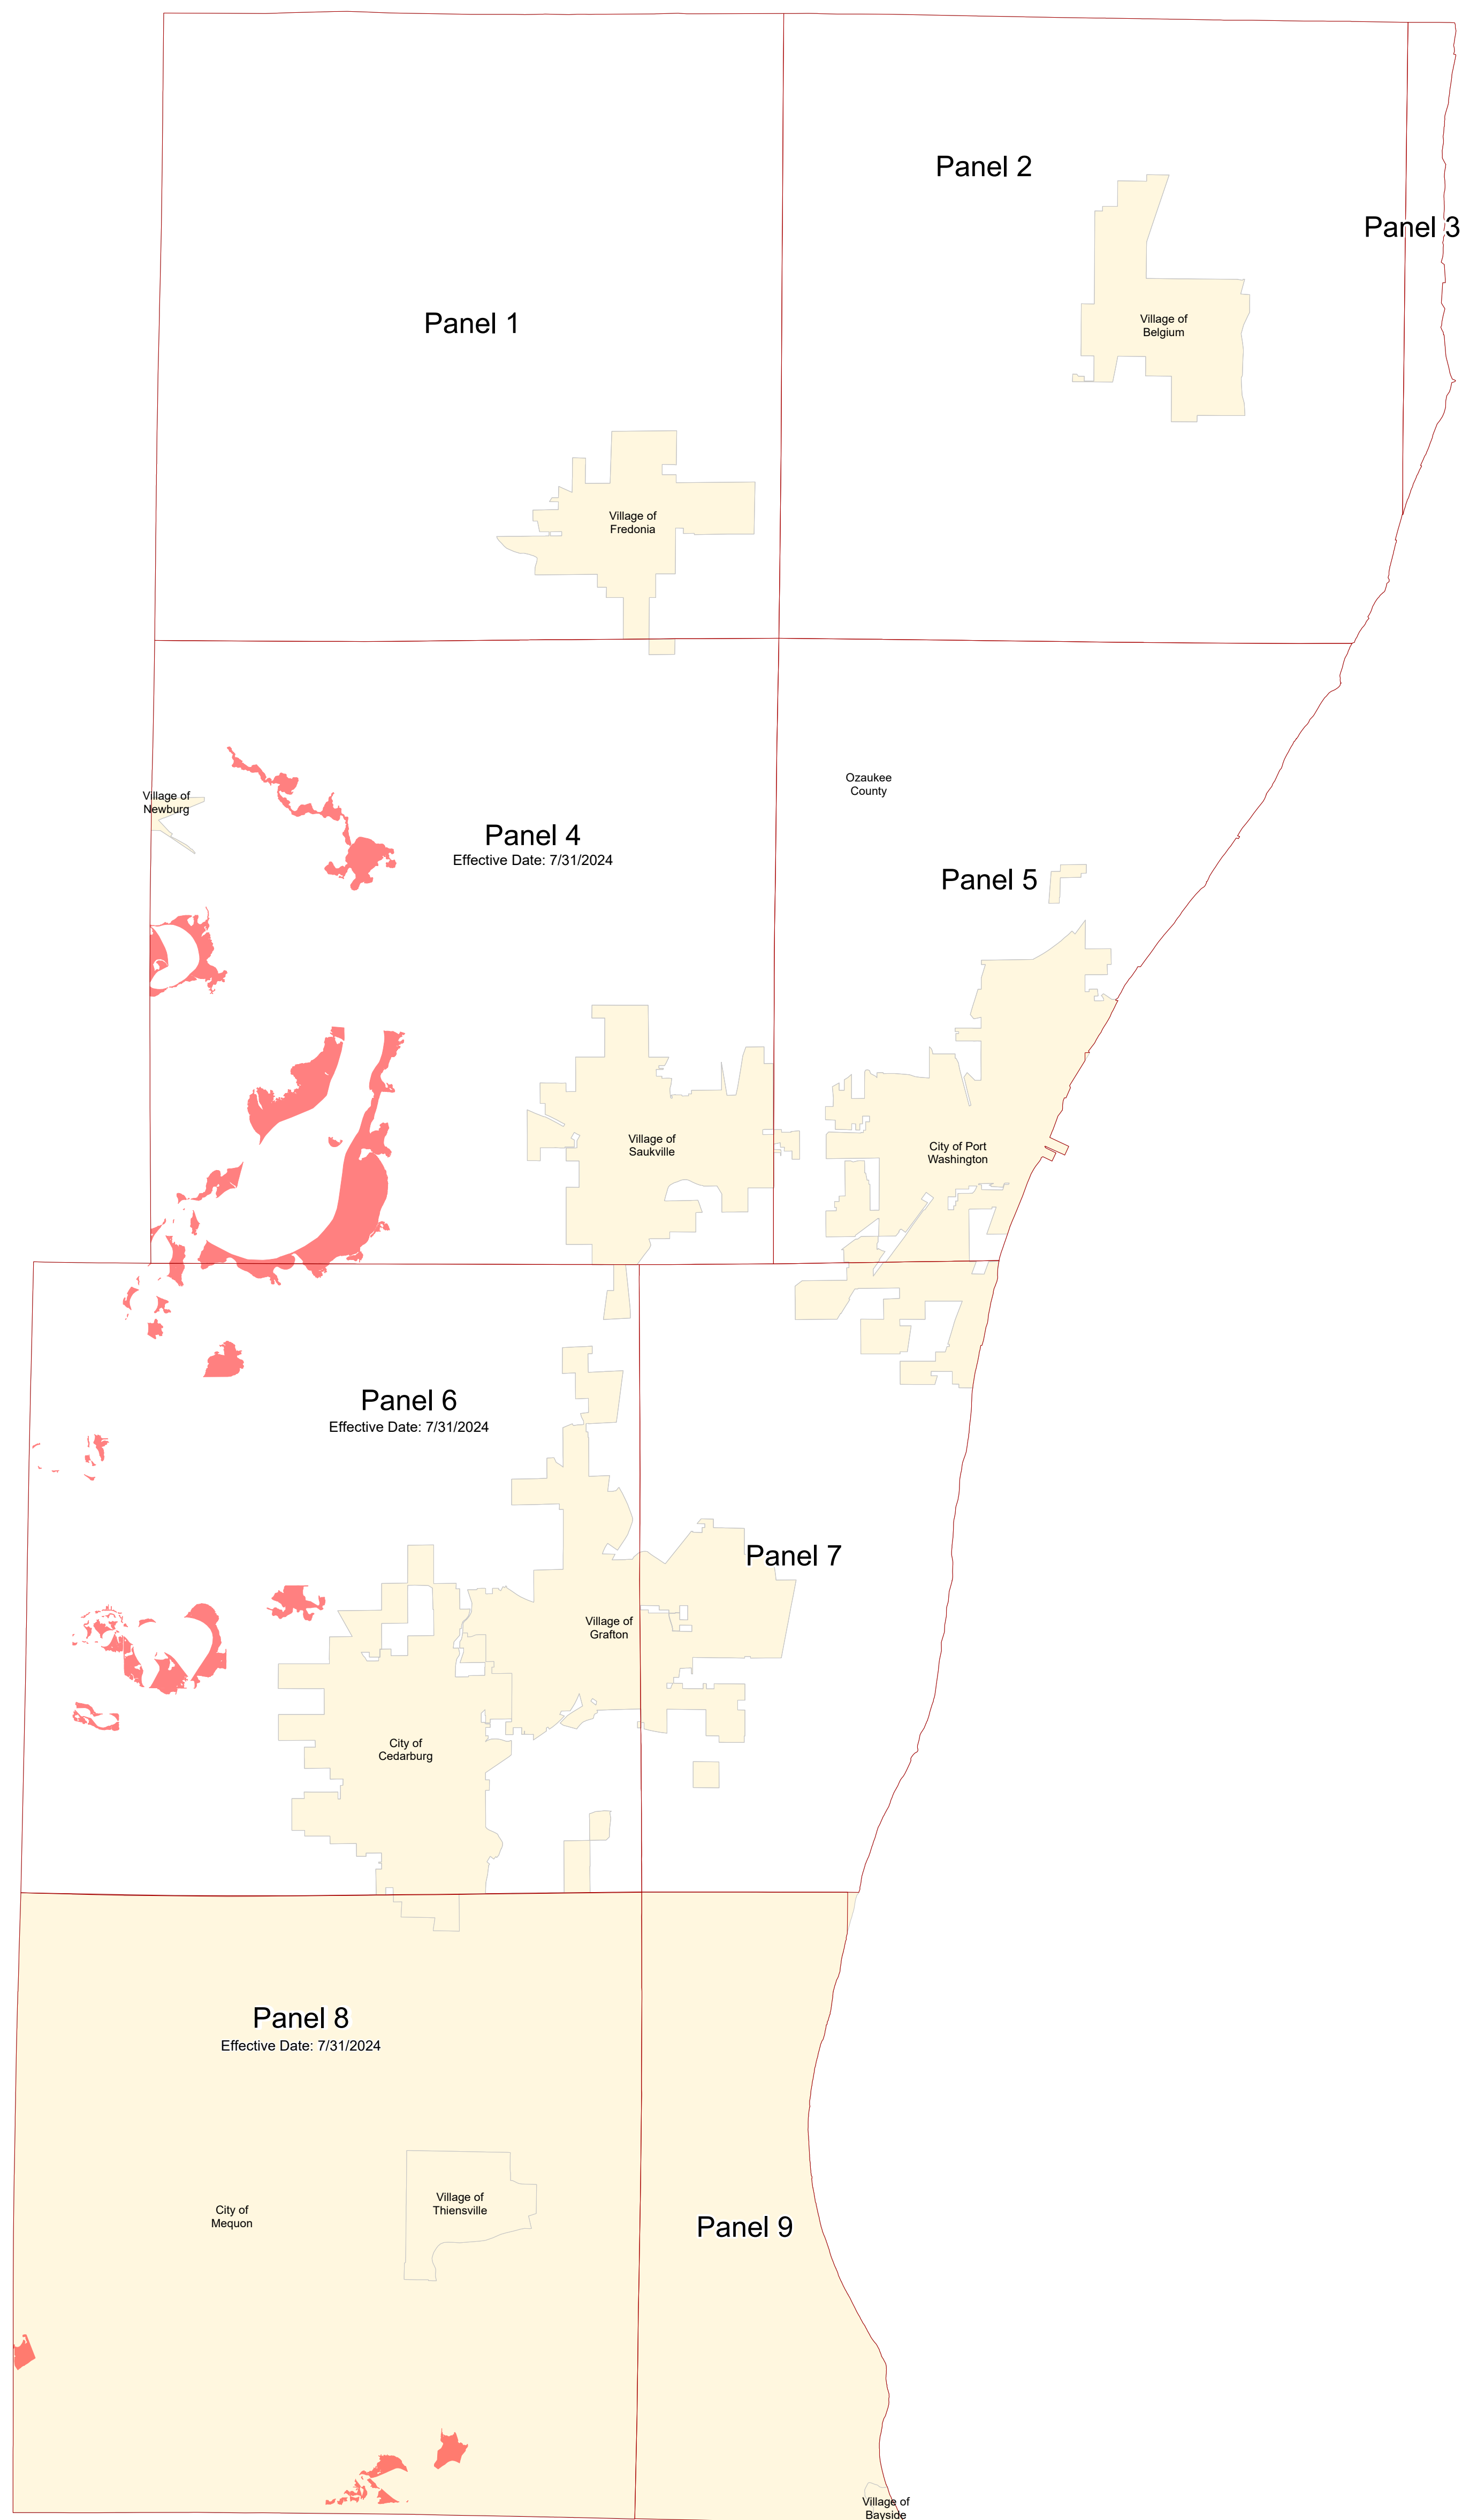 Panel 2
Panel 3
Panel 1
Village of
Belgium
Village of
Fredonia
Ozaukee
County
Village of
Newburg
Panel 4
Effective Date: 7/31/2024
Panel 5
Village of
Saukville
City of Port
Washington
Panel 6
Effective Date: 7/31/2024
Panel 7
Village of
Grafton
City of
Cedarburg
Panel 8
Effective Date: 7/31/2024
Village of
Thiensville
City of
Mequon
Panel 9
Village of
Bayside